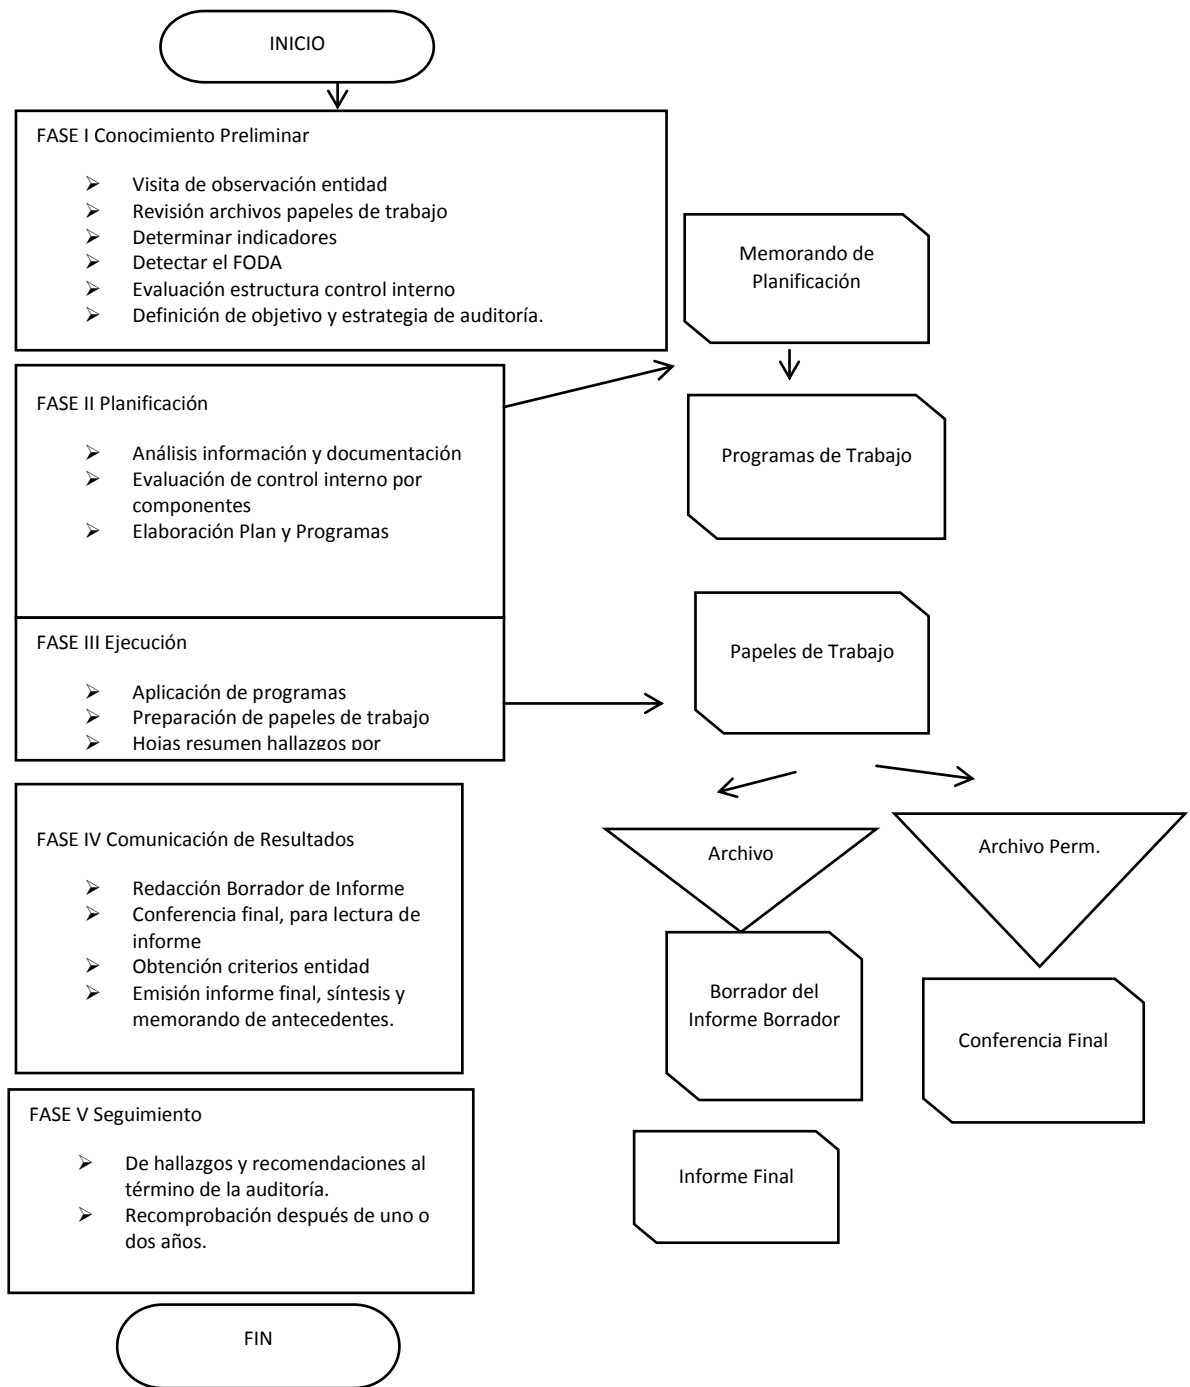 INICIO
FASE I Conocimiento Preliminar
Visita de observación entidad
Revisión archivos papeles de trabajo
Determinar indicadores
Detectar el FODA
Evaluación estructura control interno
Definición de objetivo y estrategia de auditoría.
Memorando de
Planificación
FASE II Planificación
Análisis información y documentación
Evaluación de control interno por
componentes
Elaboración Plan y Programas
Programas de Trabajo
FASE III Ejecución
Aplicación de programas
Preparación de papeles de trabajo
Hojas resumen hallazgos por
Papeles de Trabajo
Archivo
Archivo Perm.
FASE IV Comunicación de Resultados
Redacción Borrador de Informe
Conferencia final, para lectura de
informe
Obtención criterios entidad
Emisión informe final, síntesis y
memorando de antecedentes.
Borrador del
Informe Borrador
Conferencia Final
FASE V Seguimiento
De hallazgos y recomendaciones al
término de la auditoría.
Recomprobación después de uno o
dos años.
Informe Final
FIN